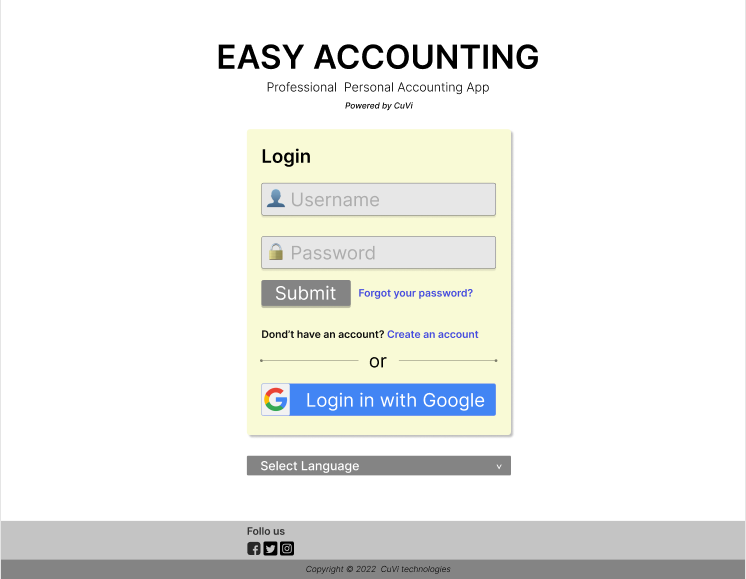 EASY ACCOUNTING
Professional Personal Accounting App
Powered by CuVi
Login
Username
Password
Submit Forgot your password?
Dond't have an account? Create an account
or
Login in with Google
Select Language v
Follo us
Copyright © 2022 CuVi technologies